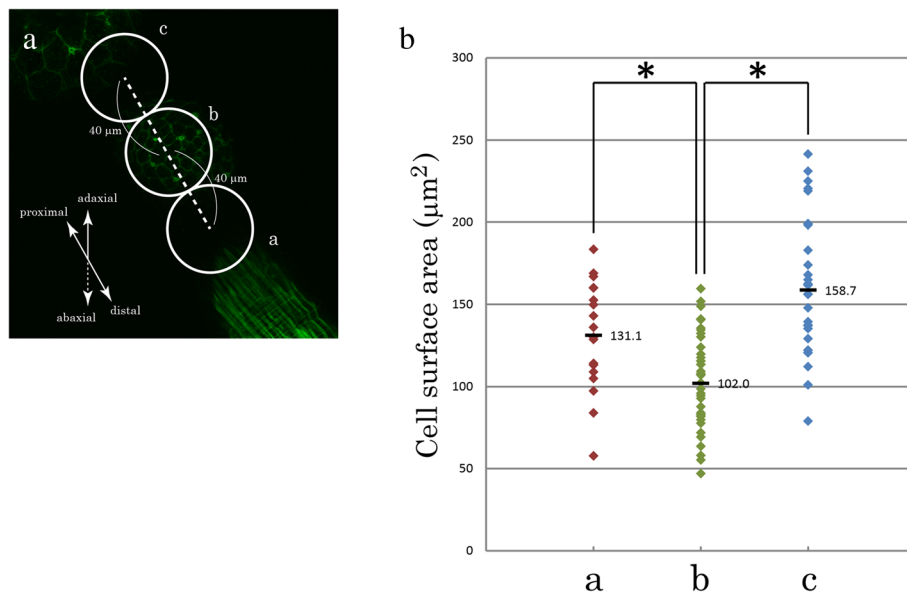 a
c
b
40 μm
40 μm
a
adaxial
proximal
abaxial
distal
b
Cell surface area (μm²)
300
250
200
150
100
50
0
*
*
131.1
102.0
158.7
a
b
c